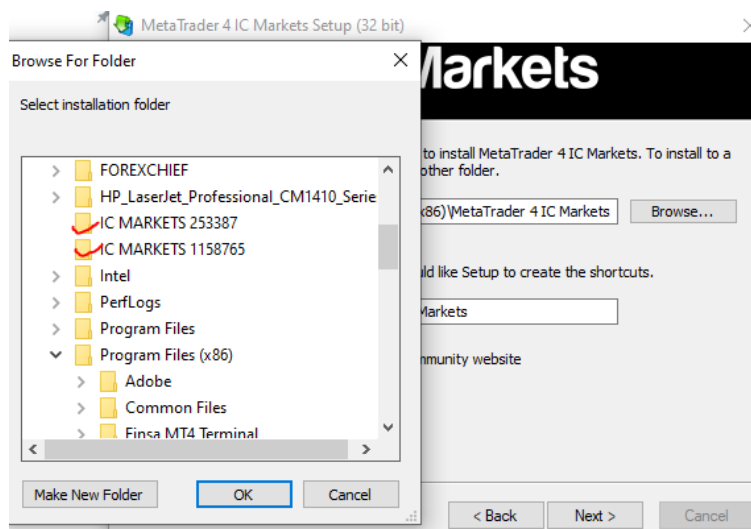 MetaTrader 4 IC Markets Setup (32 bit)
Browse For Folder
Markets
Select installation folder
to install MetaTrader 4 IC Markets. To install to a
other folder.
FOREXCHIEF
HP_LaserJet_Professional_CM1410_Serie
IC MARKETS 253387
(x86)\MetaTrader 4 IC Markets
Browse...
IC MARKETS 1158765
Intel
uld like Setup to create the shortcuts.
PerfLogs
Markets
Program Files
Program Files (x86)
mmunity website
Adobe
Common Files
Finsa MT4 Terminal
Make New Folder
OK
Cancel
< Back
Next >
Cancel